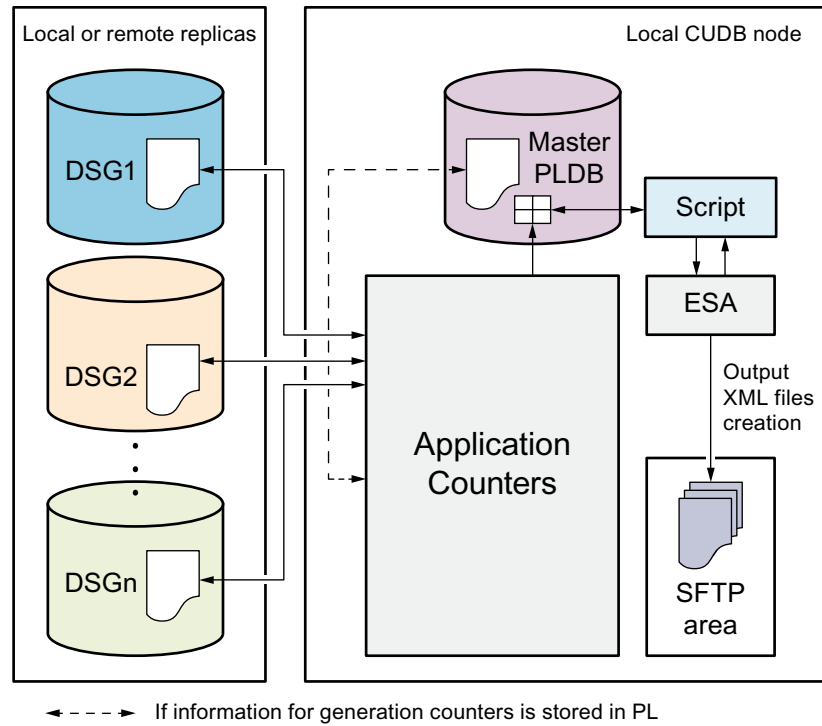 Local or remote replicas
Local CUDB node
DSG1
DSG2
DSGn
Master
PLDB
Script
ESA
Output
XML files
creation
Application
Counters
SFTP
area
If information for generation counters is stored in PL